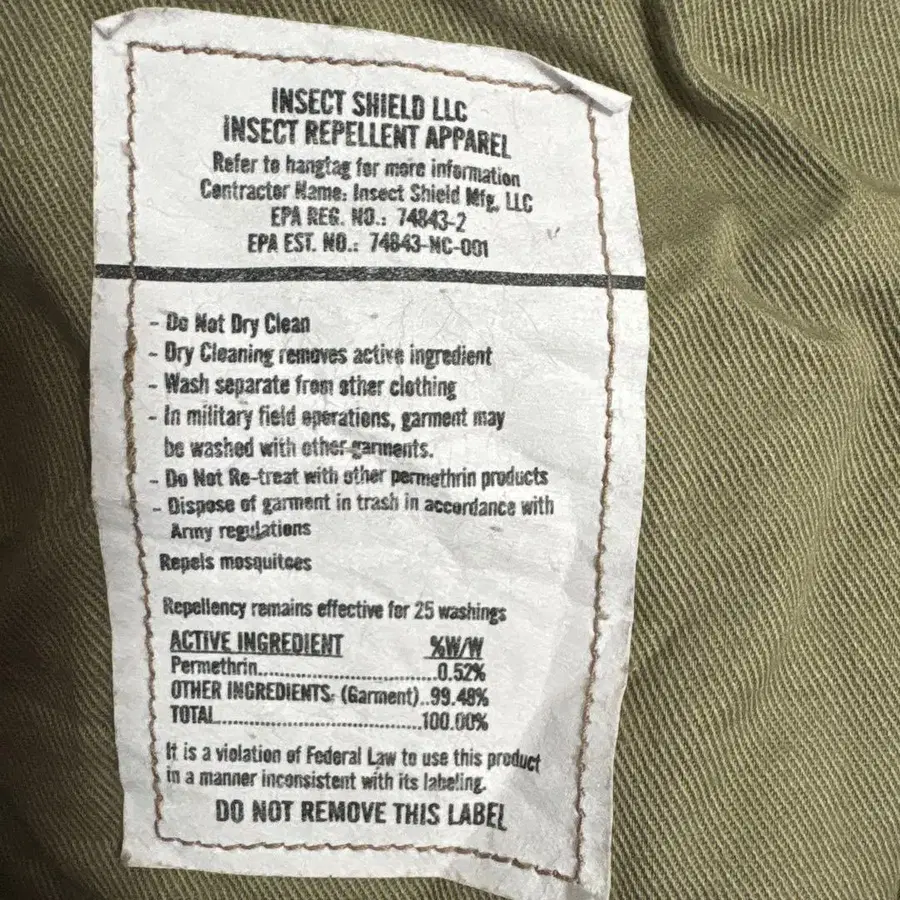 INSECT SHIELD LLC
INSECT REPELLENT APPAREL
Refer to hangtag for more information
Contractor Name: Insect Shield Mfg, LLC
EPA REG. NO.: 74843-2
EPA EST. NO.: 74843-NC-001
- Do Not Dry Clean
- Dry Cleaning removes active ingredient
- Wash separate from other clothing
- In military field operations, garment may
be washed with other garments.
- Do Not Re-treat with other permethrin products
- Dispose of garment in trash in accordance with
Army regulations
Repels mosquitoes
Repellency remains effective for 25 washings
ACTIVE INGREDIENT %W/W
Permethrin..................................0.52%
OTHER INGREDIENTS: (Garment)..99.48%
TOTAL.......................................100.00%
It is a violation of Federal Law to use this product
in a manner inconsistent with its labeling.
DO NOT REMOVE THIS LABEL